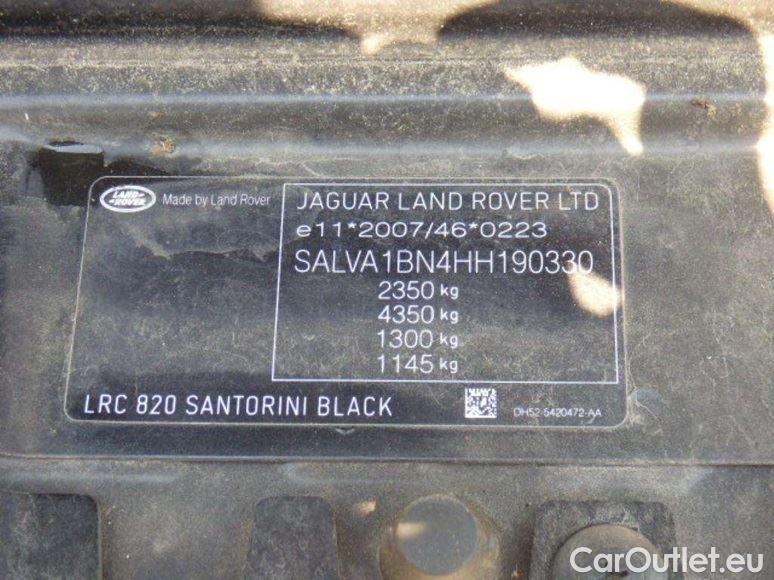 LAND ROVER
Made by Land Rover
JAGUAR LAND ROVER LTD
e11*2007/46*0223
SALVA1BN4HH190330
2350 kg
4350 kg
1300 kg
1145 kg
LRC 820 SANTORINI BLACK
DH52-5420472-AA
CarOutlet.eu